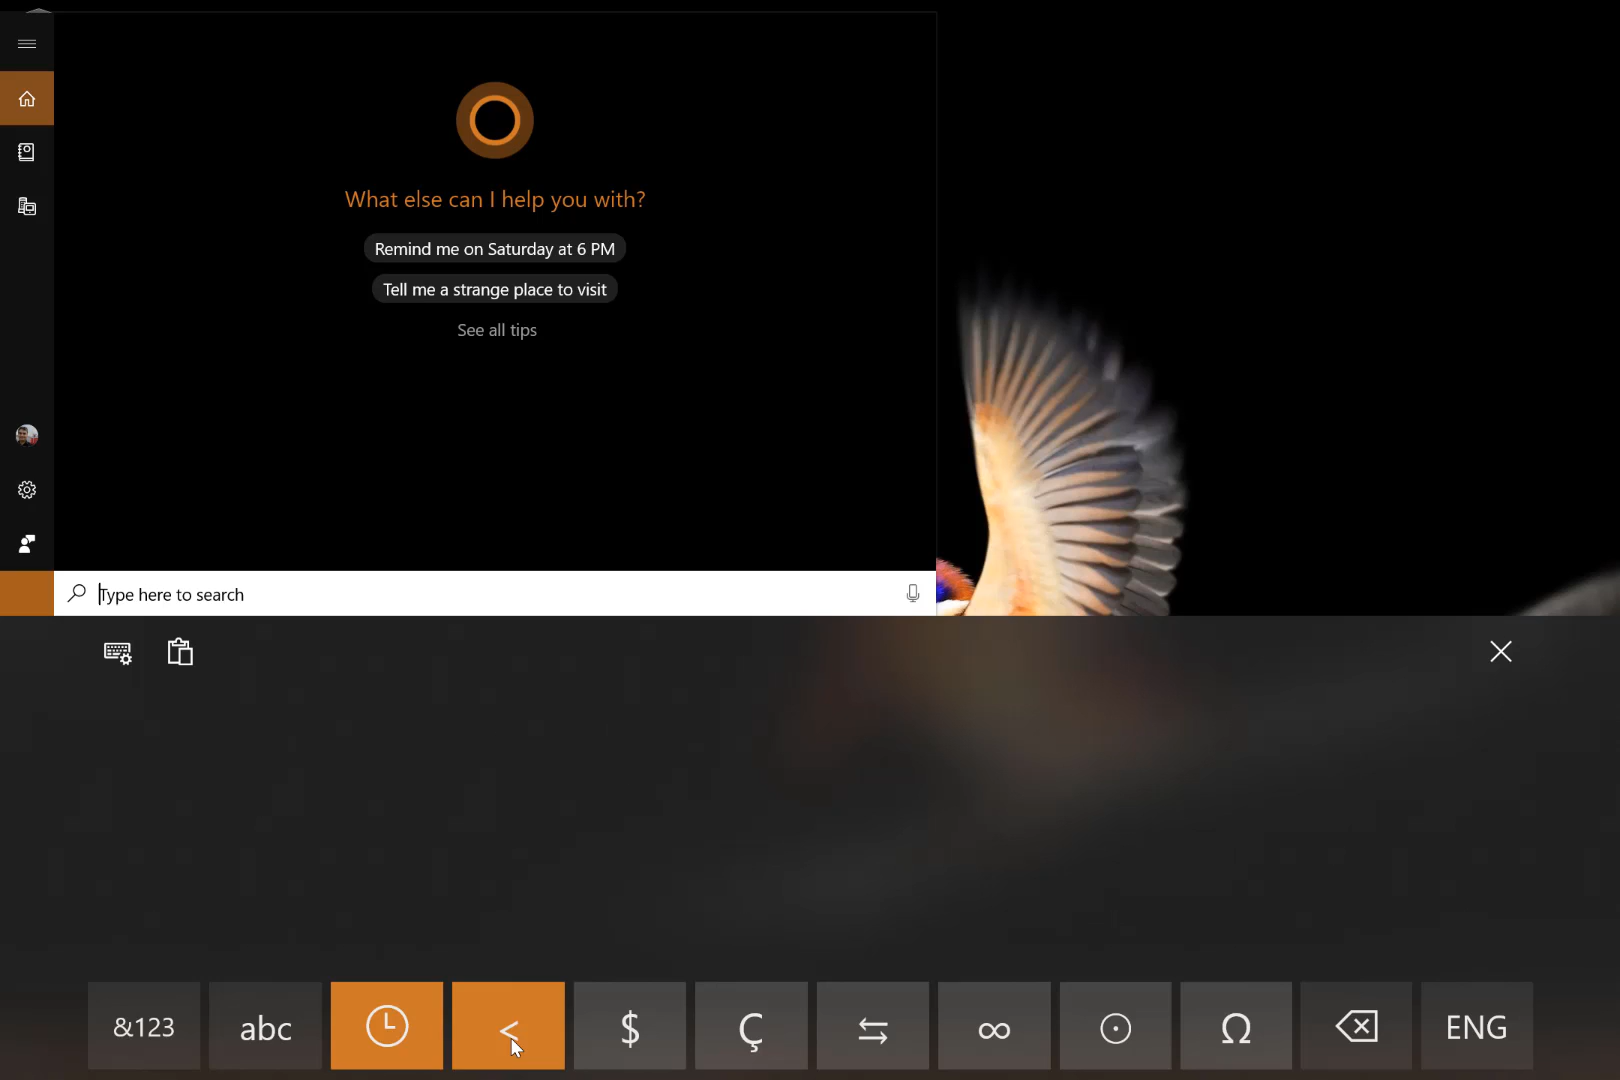 What else can I help you with?
Remind me on Saturday at 6 PM
Tell me a strange place to visit
See all tips
Type here to search
&123 abc < $ Ç ⇆ ∞ ⊙ Ω ENG